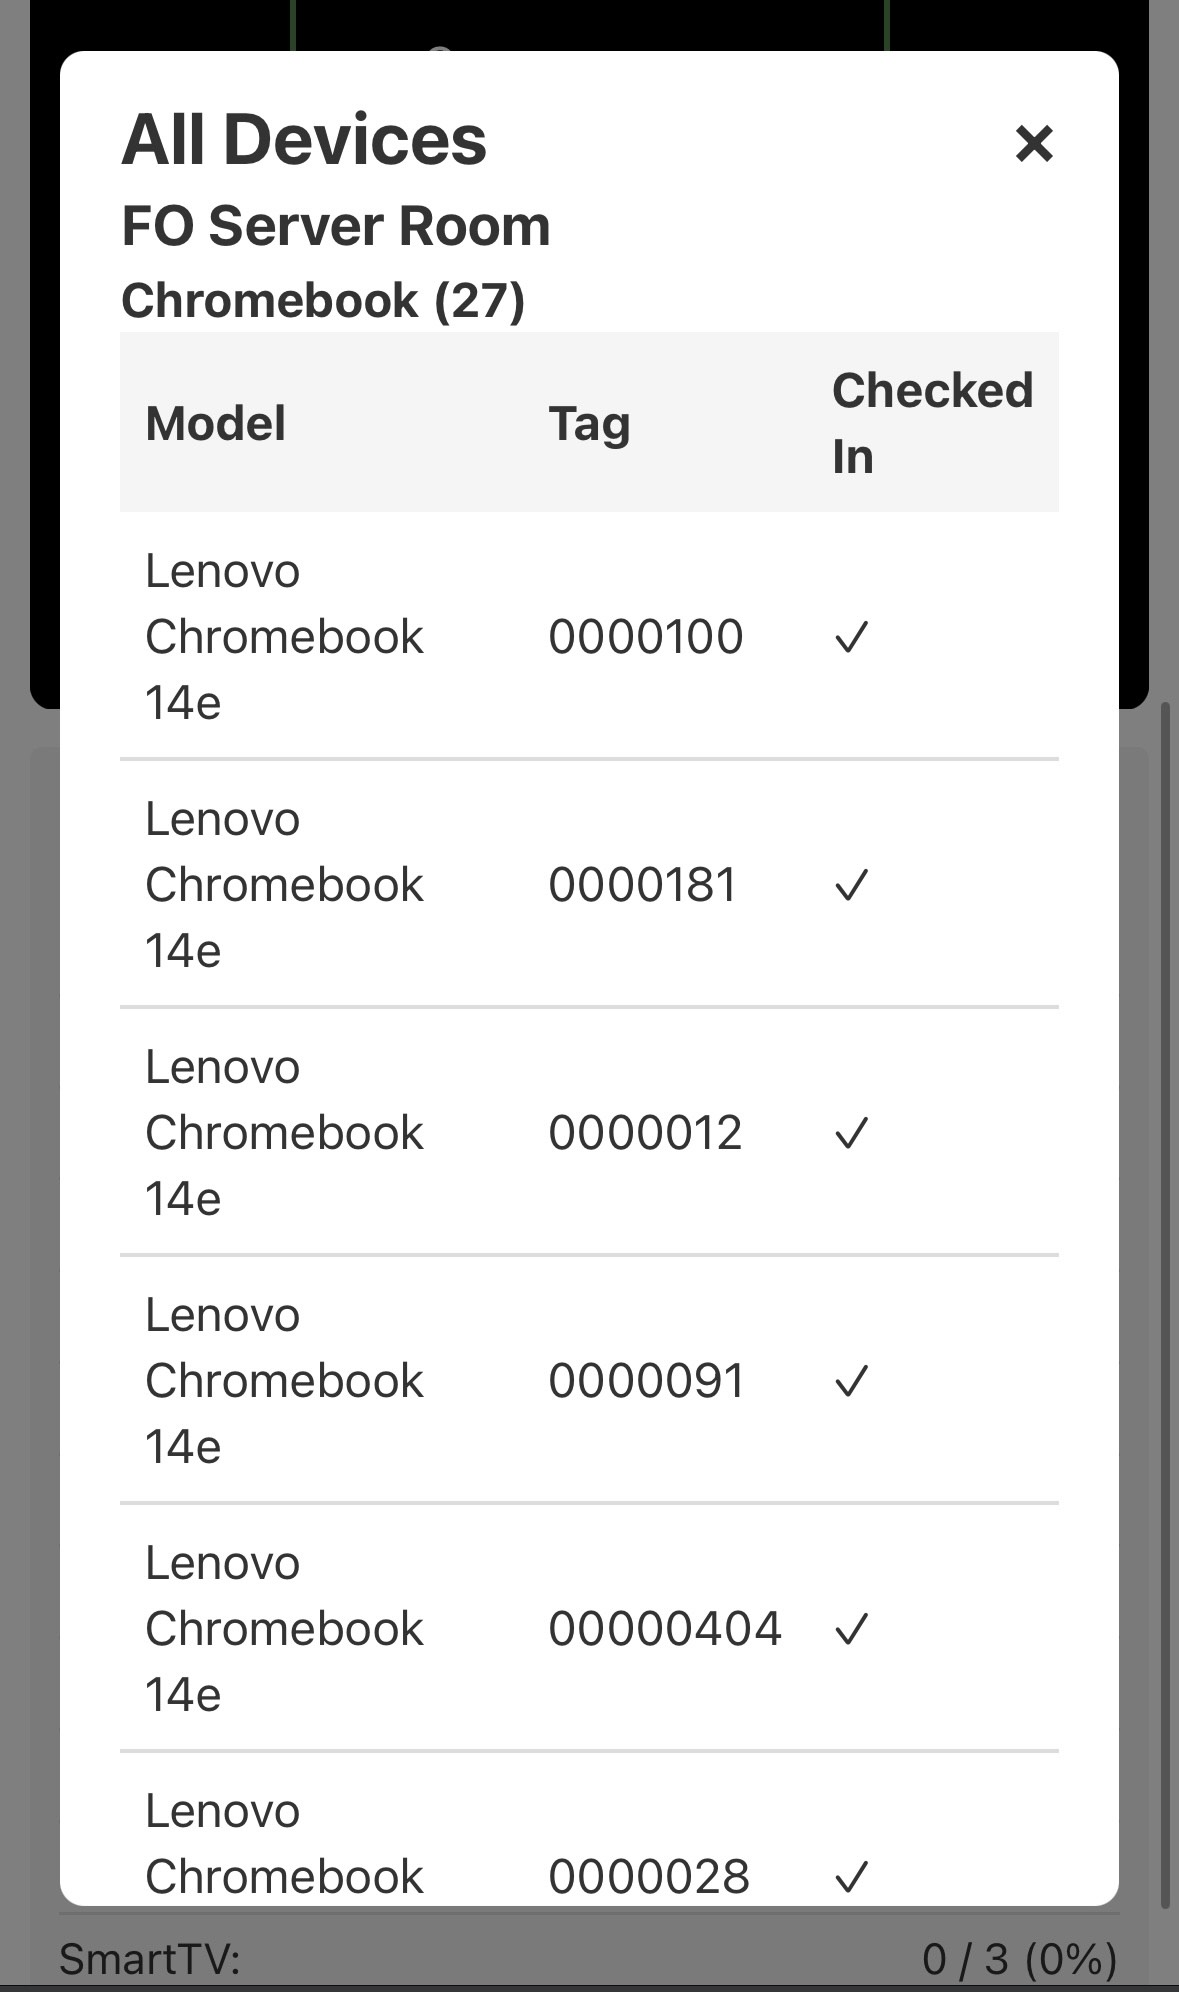 All Devices
×
FO Server Room
Chromebook (27)
Model Tag Checked In
Lenovo Chromebook 14e 0000100 ✓
Lenovo Chromebook 14e 0000181 ✓
Lenovo Chromebook 14e 0000012 ✓
Lenovo Chromebook 14e 0000091 ✓
Lenovo Chromebook 14e 00000404 ✓
Lenovo Chromebook 0000028 ✓
SmartTV: 0 / 3 (0%)